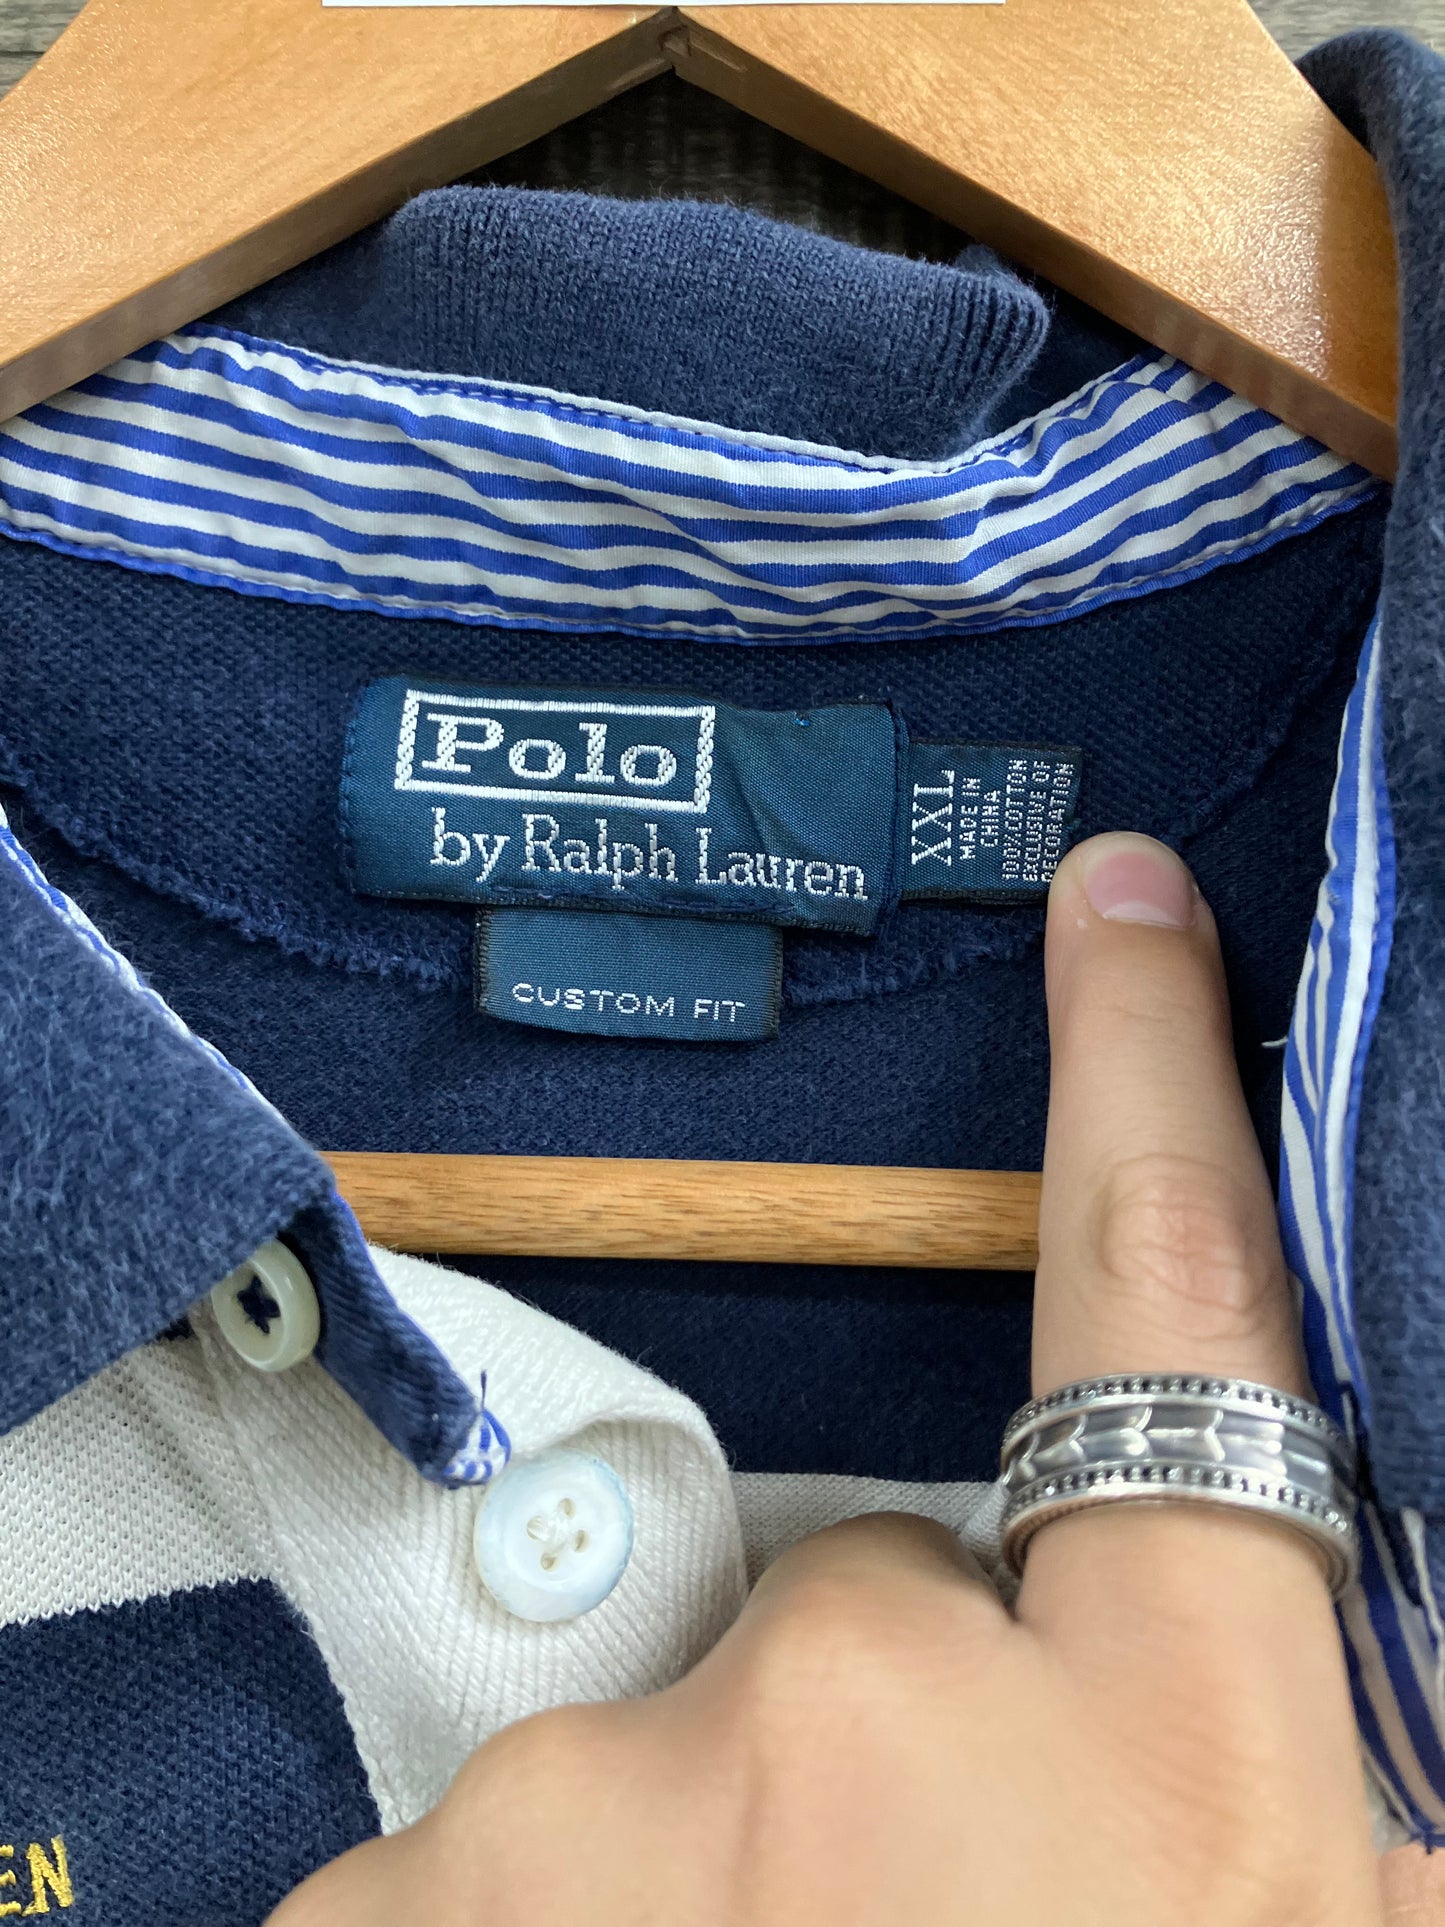 Polo
by Ralph Lauren
XXL
MADE IN
CHINA
100% COTTON
EXCLUSIVE OF
DECORATION
CUSTOM FIT
EN